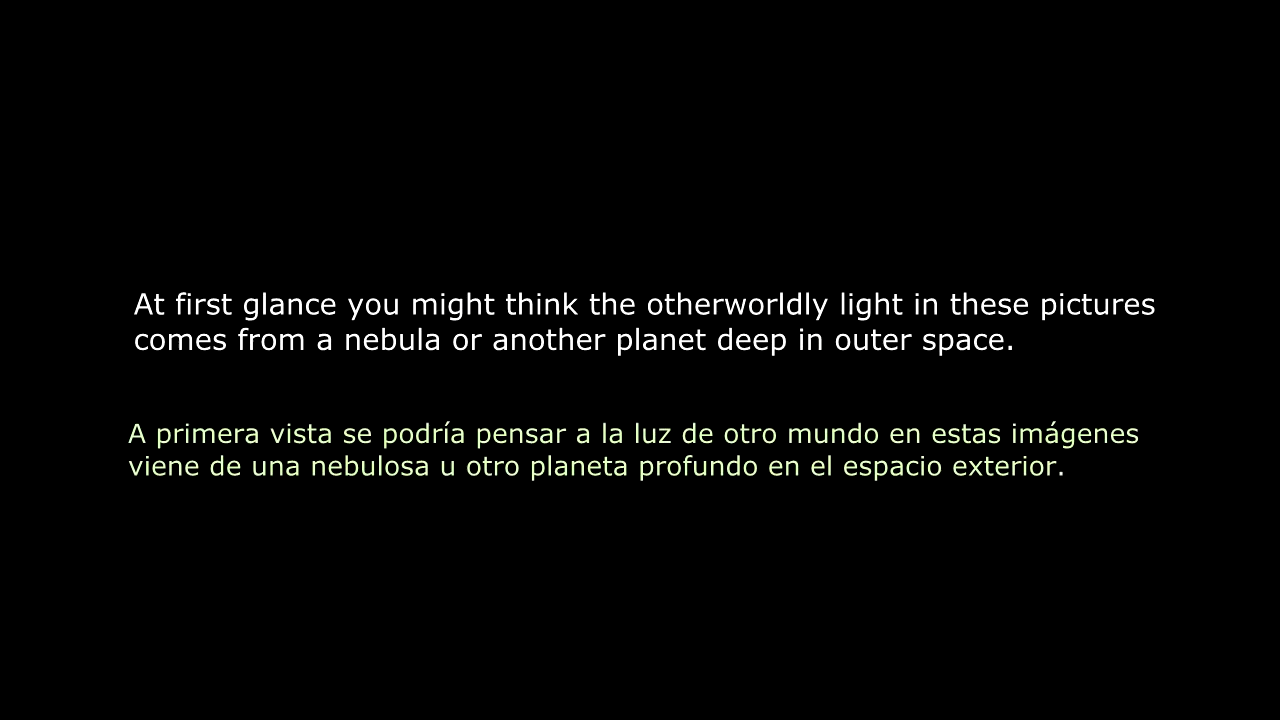 At first glance you might think the otherworldly light in these pictures
comes from a nebula or another planet deep in outer space.
A primera vista se podría pensar a la luz de otro mundo en estas imágenes
viene de una nebulosa u otro planeta profundo en el espacio exterior.